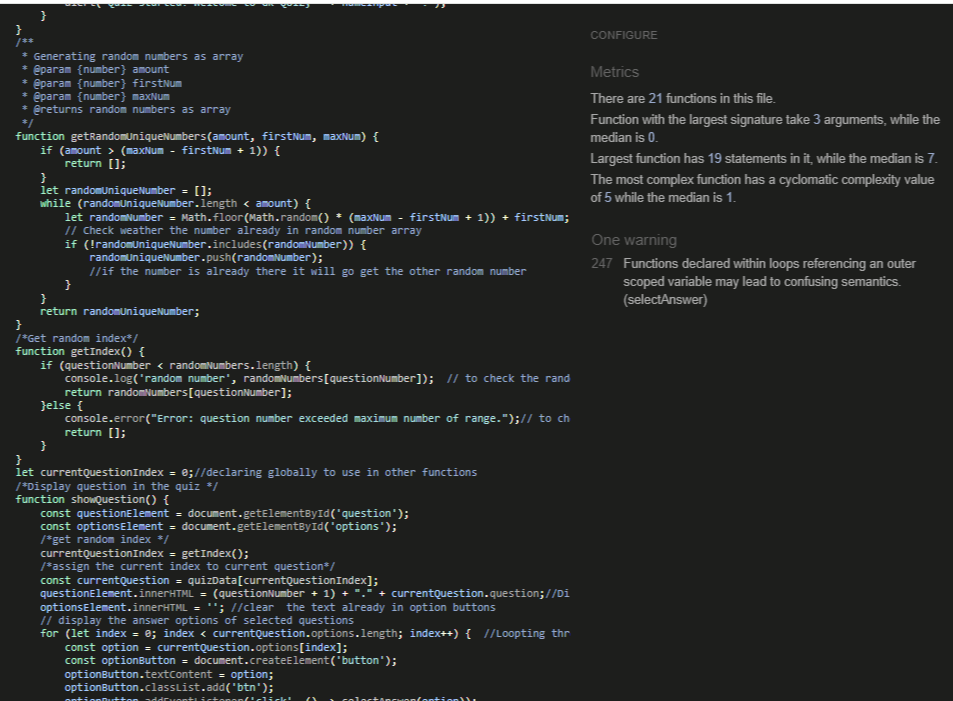 alert("Quiz started! Welcome to UK Quiz, " + nameInput + "!");
}
}
/**
* Generating random numbers as array
* @param {number} amount
* @param {number} firstNum
* @param {number} maxNum
* @returns random numbers as array
*/
function getRandomUniqueNumbers(amount, firstNum, maxNum) {
if (amount > (maxNum - firstNum + 1)) {
return [];
}
let randomUniqueNumber = [];
while (randomUniqueNumber.length < amount) {
let randomNumber = Math.floor(Math.random() * (maxNum - firstNum + 1)) + firstNum;
// Check weather the number already in random number array
if (!randomUniqueNumber.includes(randomNumber)) {
randomUniqueNumber.push(randomNumber);
//if the number is already there it will go get the other random number
}
}
return randomUniqueNumber;
}
/*Get random index*/
function getIndex() {
if (questionNumber < randomNumbers.length) {
console.log('random number', randomNumbers[questionNumber]);  // to check the rand
return randomNumbers[questionNumber];
}else {
console.error("Error: question number exceeded maximum number of range.");// to ch
return [];
}
}
let currentQuestionIndex = 0;//declaring globally to use in other functions
/*Display question in the quiz */
function showQuestion() {
const questionElement = document.getElementById('question');
const optionsElement = document.getElementById('options');
/*get random index */
currentQuestionIndex = getIndex();
/*assign the current index to current question*/
const currentQuestion = quizData[currentQuestionIndex];
questionElement.innerHTML = (questionNumber + 1) + "." + currentQuestion.question;//Di
optionsElement.innerHTML = ''; //clear  the text already in option buttons
// display the answer options of selected questions
for (let index = 0; index < currentQuestion.options.length; index++) {  //Loopting thr
const option = currentQuestion.options[index];
const optionButton = document.createElement('button');
optionButton.textContent = option;
optionButton.classList.add('btn');
optionButton.addEventListener('click', () => selectAnswer(option));
CONFIGURE
Metrics
There are 21 functions in this file.
Function with the largest signature take 3 arguments, while the
median is 0.
Largest function has 19 statements in it, while the median is 7.
The most complex function has a cyclomatic complexity value
of 5 while the median is 1.
One warning
247 Functions declared within loops referencing an outer
scoped variable may lead to confusing semantics.
(selectAnswer)